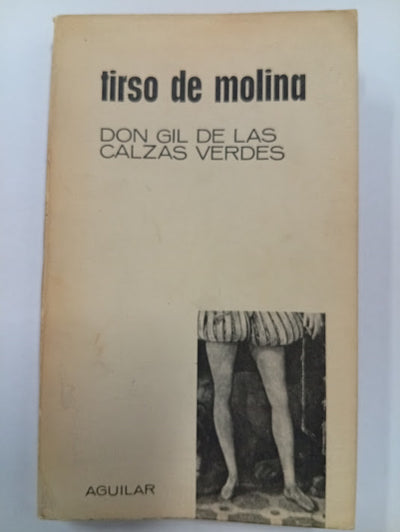 tirso de molina
DON GIL DE LAS
CALZAS VERDES
AGUILAR